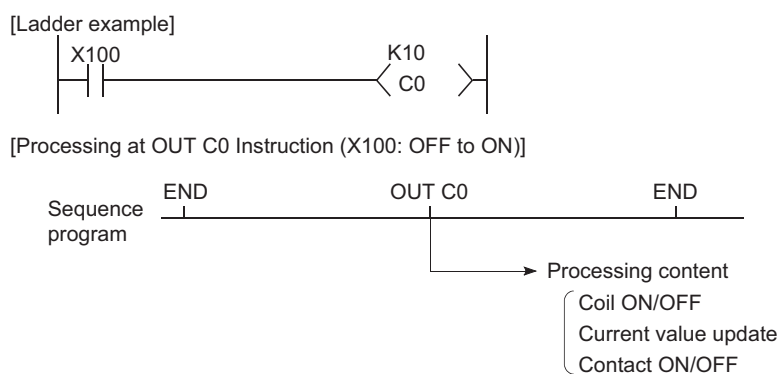 [Ladder example]
X100
K10
C0
[Processing at OUT C0 Instruction (X100: OFF to ON)]
END OUT C0 END
Sequence
program
Processing content
Coil ON/OFF
Current value update
Contact ON/OFF